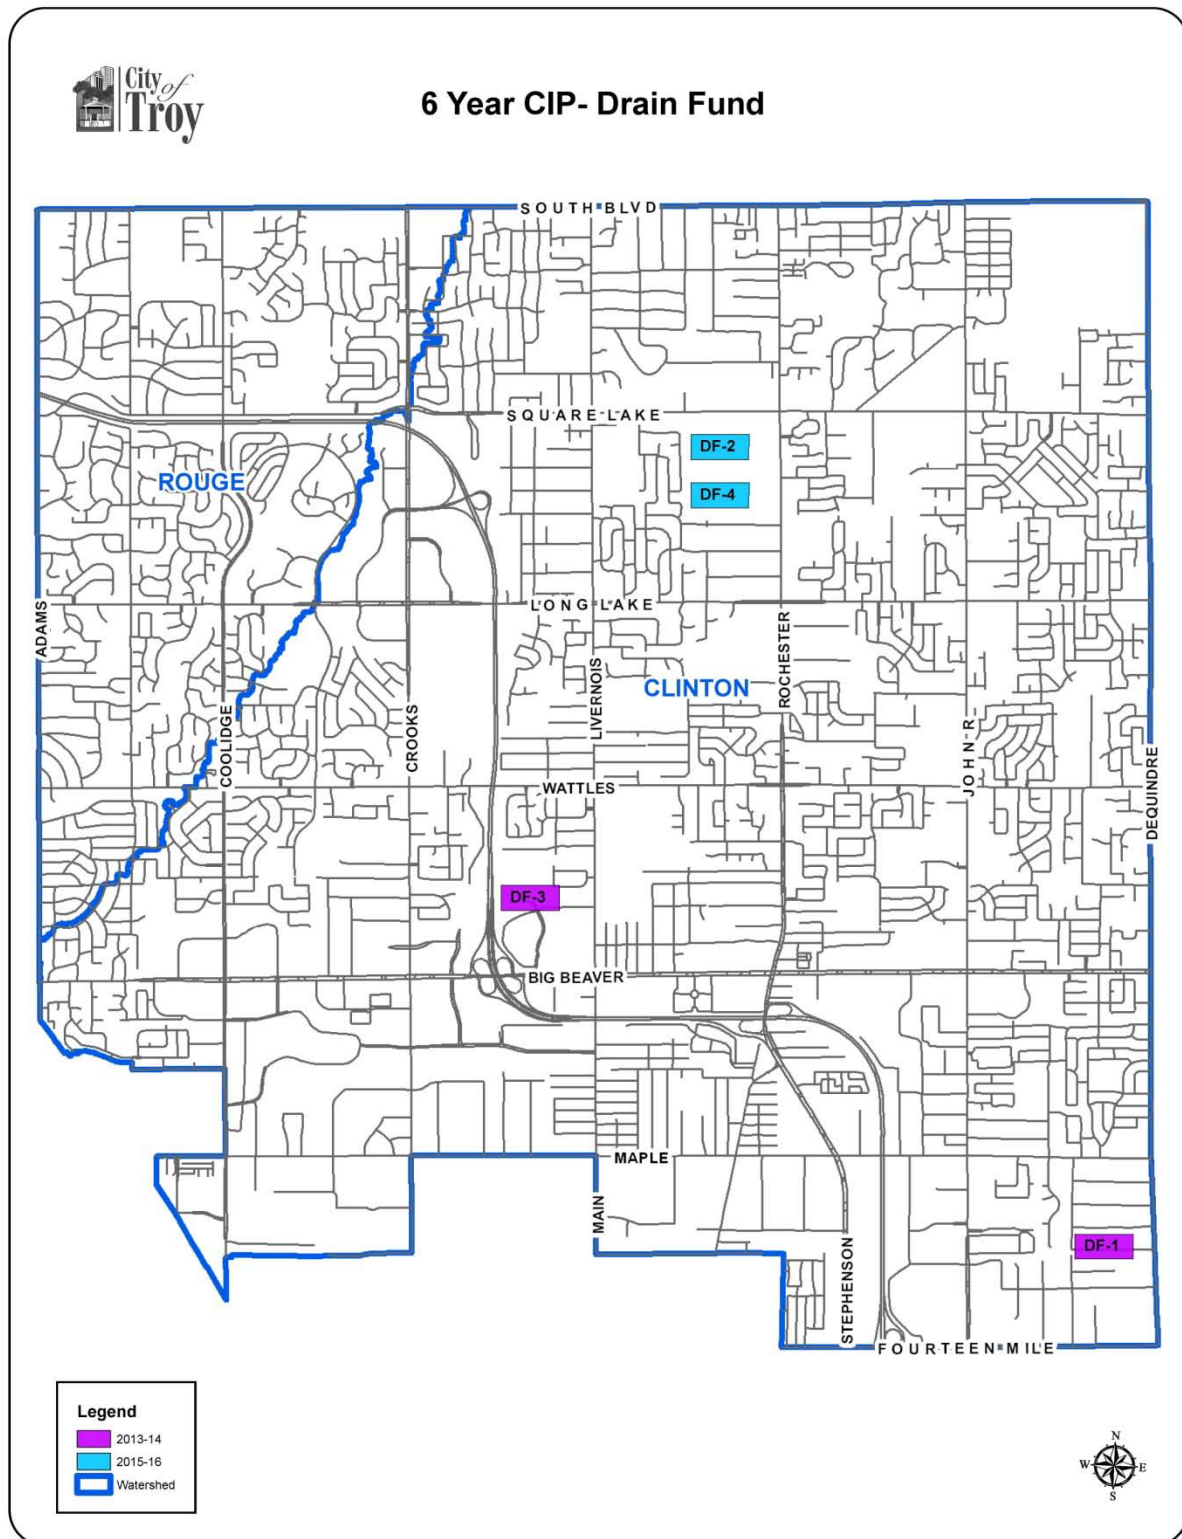 City of
Troy
6 Year CIP- Drain Fund
SOUTH BLVD
SQUARE LAKE
DF-2
ROUGE
DF-4
LONG LAKE
ADAMS
ROCHESTER
LIVERNOIS
CLINTON
COOLIDGE
CROOKS
JOHN R
DEQUINDRE
WATTLES
DF-3
BIG BEAVER
MAPLE
MAIN
STEPHENSON
DF-1
FOURTEEN MILE
Legend
2013-14
2015-16
Watershed
N
W E
S